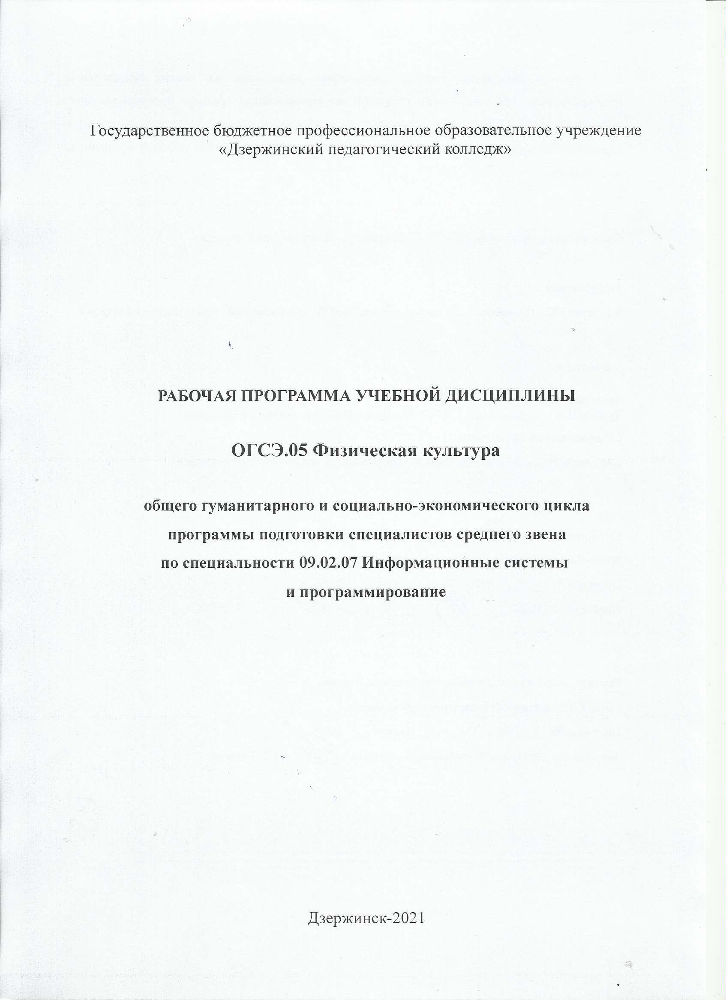 Государственное бюджетное профессиональное образовательное учреждение
«Дзержинский педагогический колледж»
РАБОЧАЯ ПРОГРАММА УЧЕБНОЙ ДИСЦИПЛИНЫ
ОГСЭ.05 Физическая культура
общего гуманитарного и социально-экономического цикла
программы подготовки специалистов среднего звена
по специальности 09.02.07 Информационные системы
и программирование
Дзержинск-2021